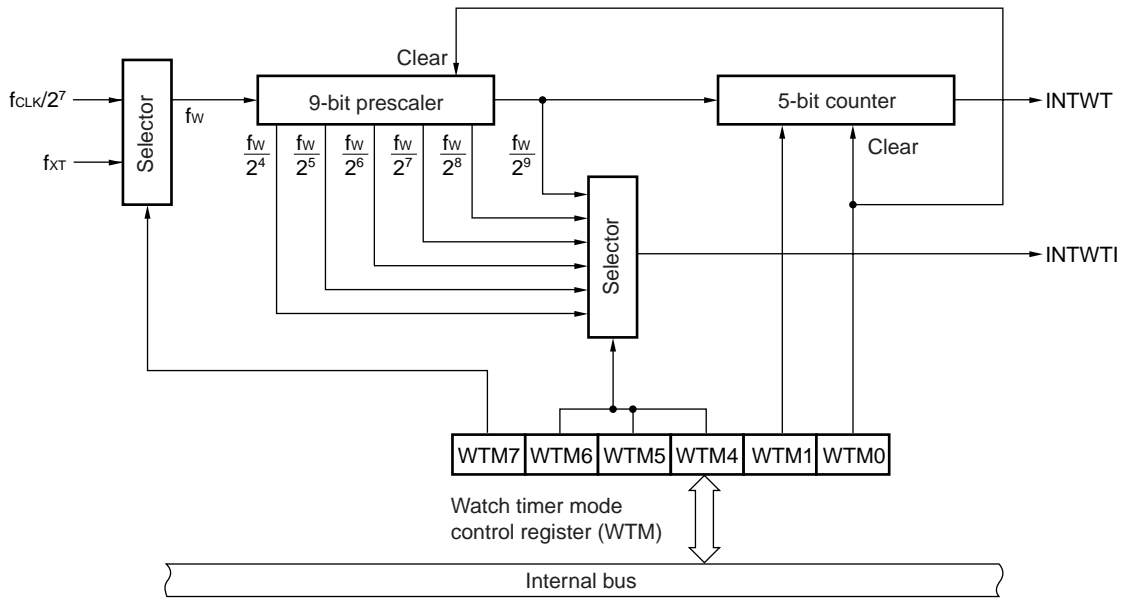 Clear
fCLK/2⁷
fXT
Selector
fW
9-bit prescaler
5-bit counter
INTWT
fW/2⁴ fW/2⁵ fW/2⁶ fW/2⁷ fW/2⁸ fW/2⁹
Clear
Selector
INTWTI
WTM7 WTM6 WTM5 WTM4 WTM1 WTM0
Watch timer mode
control register (WTM)
Internal bus